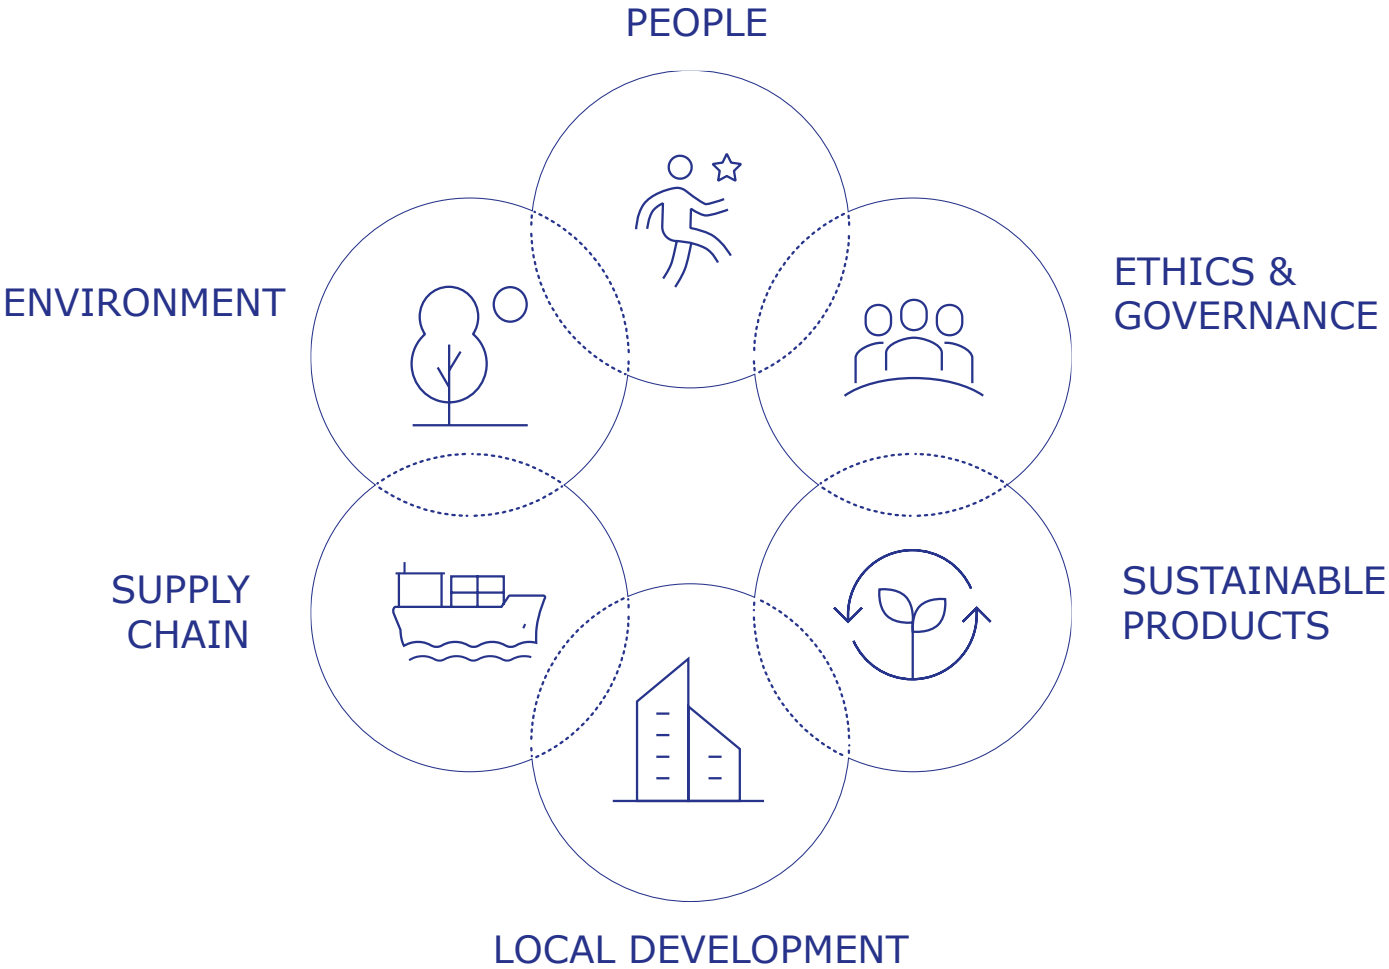 PEOPLE
ETHICS &
GOVERNANCE
ENVIRONMENT
SUSTAINABLE
PRODUCTS
SUPPLY
CHAIN
LOCAL DEVELOPMENT